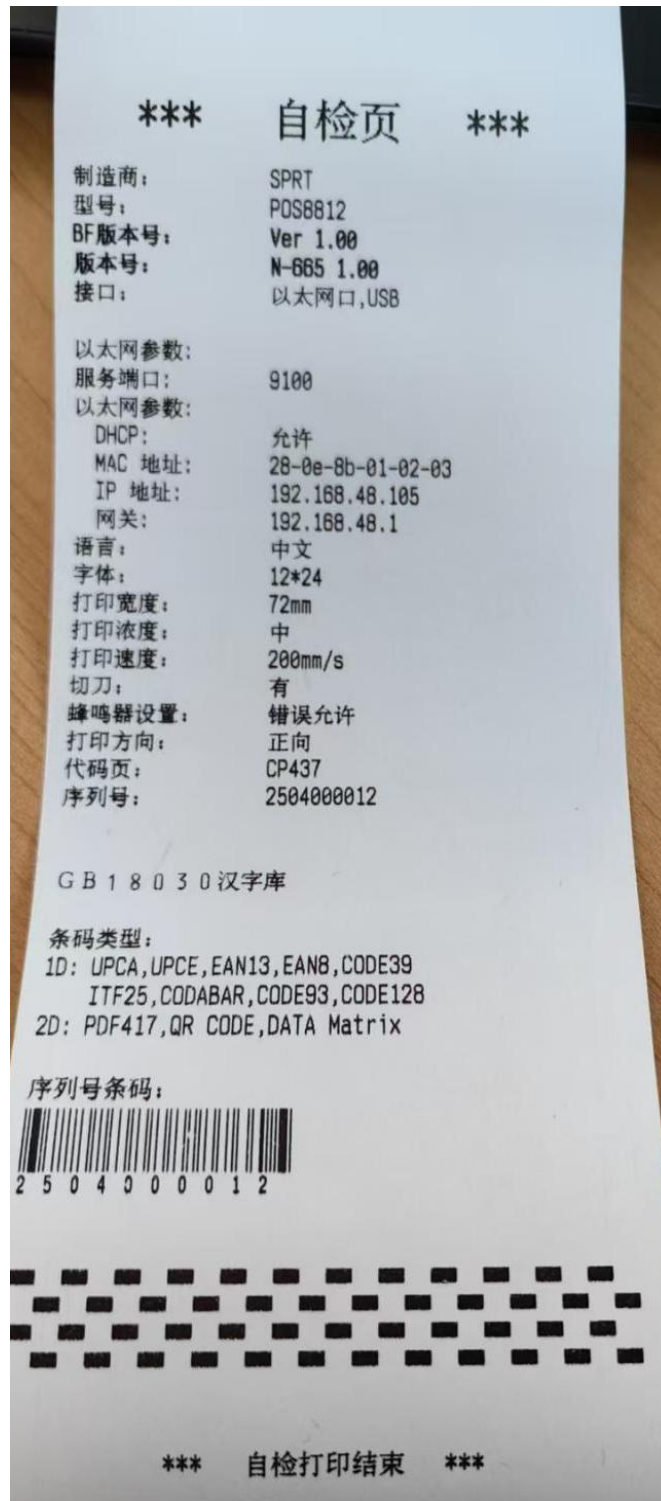 *** 自检页 ***
制造商： SPRT
型号： POS8812
BF版本号： Ver 1.00
版本号： N-665 1.00
接口： 以太网口,USB
以太网参数:
服务端口: 9100
以太网参数:
DHCP: 允许
MAC 地址: 28-0e-8b-01-02-03
IP 地址: 192.168.48.105
网关: 192.168.48.1
语言： 中文
字体： 12*24
打印宽度： 72mm
打印浓度： 中
打印速度： 200mm/s
切刀： 有
蜂鸣器设置： 错误允许
打印方向： 正向
代码页： CP437
序列号： 2504000012
GB18030汉字库
条码类型：
1D: UPCA,UPCE,EAN13,EAN8,CODE39
ITF25,CODABAR,CODE93,CODE128
2D: PDF417,QR CODE,DATA Matrix
序列号条码：
2504000012
*** 自检打印结束 ***